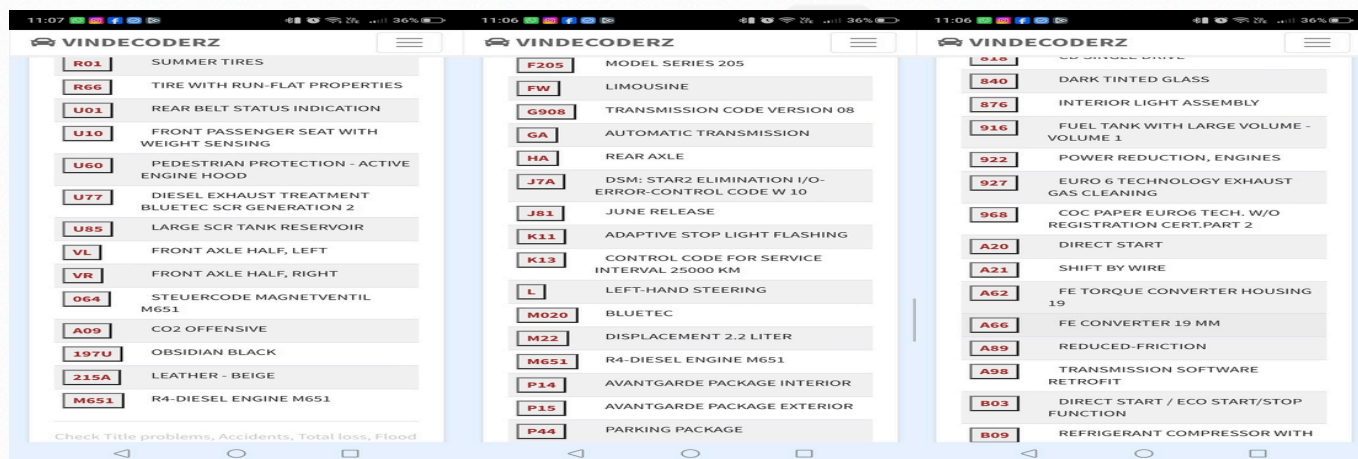 11:07
36%
VINDECODERZ
R01 SUMMER TIRES
R66 TIRE WITH RUN-FLAT PROPERTIES
U01 REAR BELT STATUS INDICATION
U10 FRONT PASSENGER SEAT WITH
WEIGHT SENSING
U60 PEDESTRIAN PROTECTION - ACTIVE
ENGINE HOOD
U77 DIESEL EXHAUST TREATMENT
BLUETEC SCR GENERATION 2
U85 LARGE SCR TANK RESERVOIR
VL FRONT AXLE HALF, LEFT
VR FRONT AXLE HALF, RIGHT
064 STEUERCODE MAGNETVENTIL
M651
A09 CO2 OFFENSIVE
197U OBSIDIAN BLACK
215A LEATHER - BEIGE
M651 R4-DIESEL ENGINE M651
Check Title problems, Accidents, Total loss, Flood
11:06
36%
VINDECODERZ
F205 MODEL SERIES 205
FW LIMOUSINE
G908 TRANSMISSION CODE VERSION 08
GA AUTOMATIC TRANSMISSION
HA REAR AXLE
J7A DSM: STAR2 ELIMINATION I/O-
ERROR-CONTROL CODE W 10
J81 JUNE RELEASE
K11 ADAPTIVE STOP LIGHT FLASHING
K13 CONTROL CODE FOR SERVICE
INTERVAL 25000 KM
L LEFT-HAND STEERING
M020 BLUETEC
M22 DISPLACEMENT 2.2 LITER
M651 R4-DIESEL ENGINE M651
P14 AVANTGARDE PACKAGE INTERIOR
P15 AVANTGARDE PACKAGE EXTERIOR
P44 PARKING PACKAGE
11:06
36%
VINDECODERZ
818 CD SINGLE DRIVE
840 DARK TINTED GLASS
876 INTERIOR LIGHT ASSEMBLY
916 FUEL TANK WITH LARGE VOLUME -
VOLUME 1
922 POWER REDUCTION, ENGINES
927 EURO 6 TECHNOLOGY EXHAUST
GAS CLEANING
968 COC PAPER EURO6 TECH. W/O
REGISTRATION CERT.PART 2
A20 DIRECT START
A21 SHIFT BY WIRE
A62 FE TORQUE CONVERTER HOUSING
19
A66 FE CONVERTER 19 MM
A89 REDUCED-FRICTION
A98 TRANSMISSION SOFTWARE
RETROFIT
B03 DIRECT START / ECO START/STOP
FUNCTION
B09 REFRIGERANT COMPRESSOR WITH